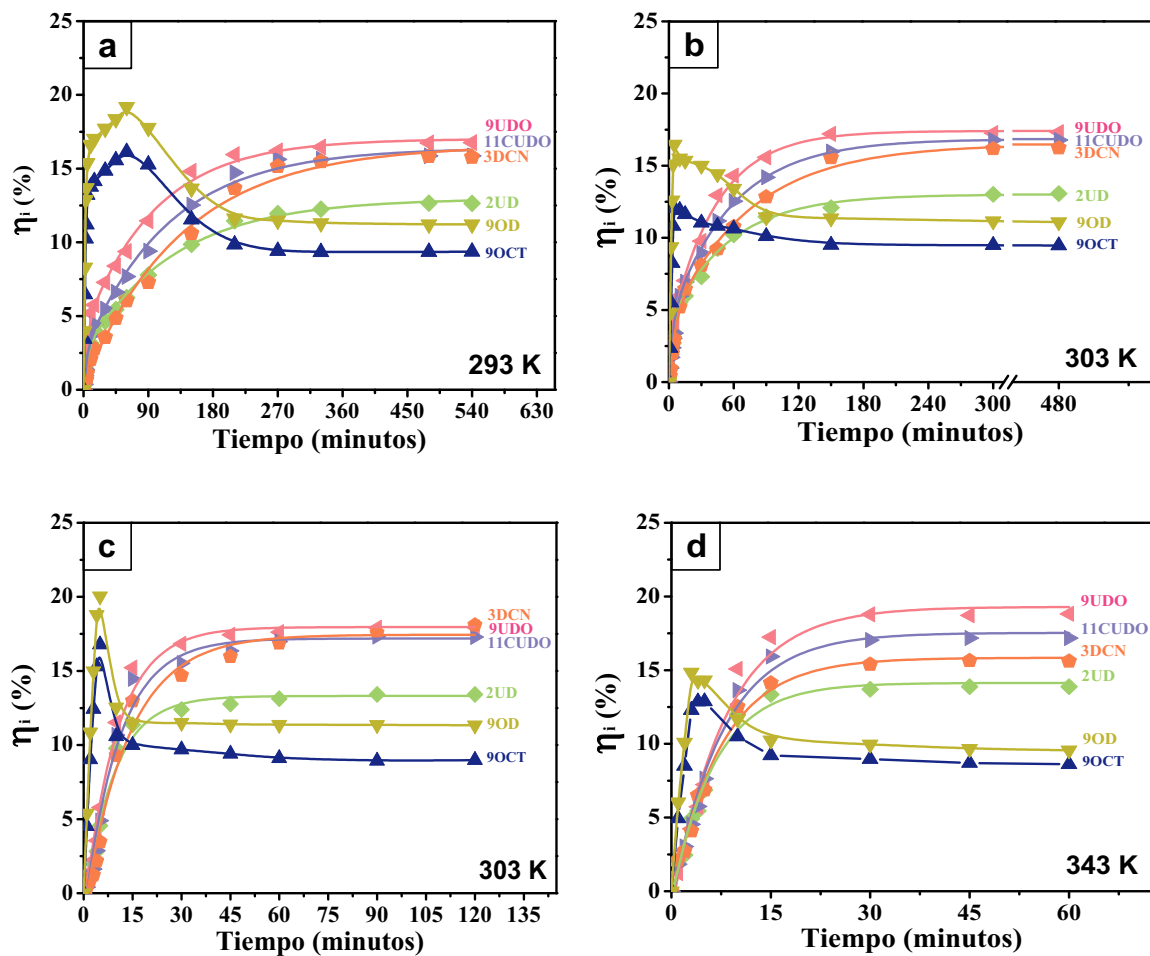 a
25
20
15
10
5
0
ηi (%)
9UDO
11CUDO
3DCN
2UD
9OD
9OCT
293 K
0 90 180 270 360 450 540 630
Tiempo (minutos)
b
25
20
15
10
5
0
ηi (%)
9UDO
11CUDO
3DCN
2UD
9OD
9OCT
303 K
0 60 120 180 240 300 480
Tiempo (minutos)
c
25
20
15
10
5
0
ηi (%)
3DCN
9UDO
11CUDO
2UD
9OD
9OCT
303 K
0 15 30 45 60 75 90 105 120 135
Tiempo (minutos)
d
25
20
15
10
5
0
ηi (%)
9UDO
11CUDO
3DCN
2UD
9OD
9OCT
343 K
0 15 30 45 60
Tiempo (minutos)